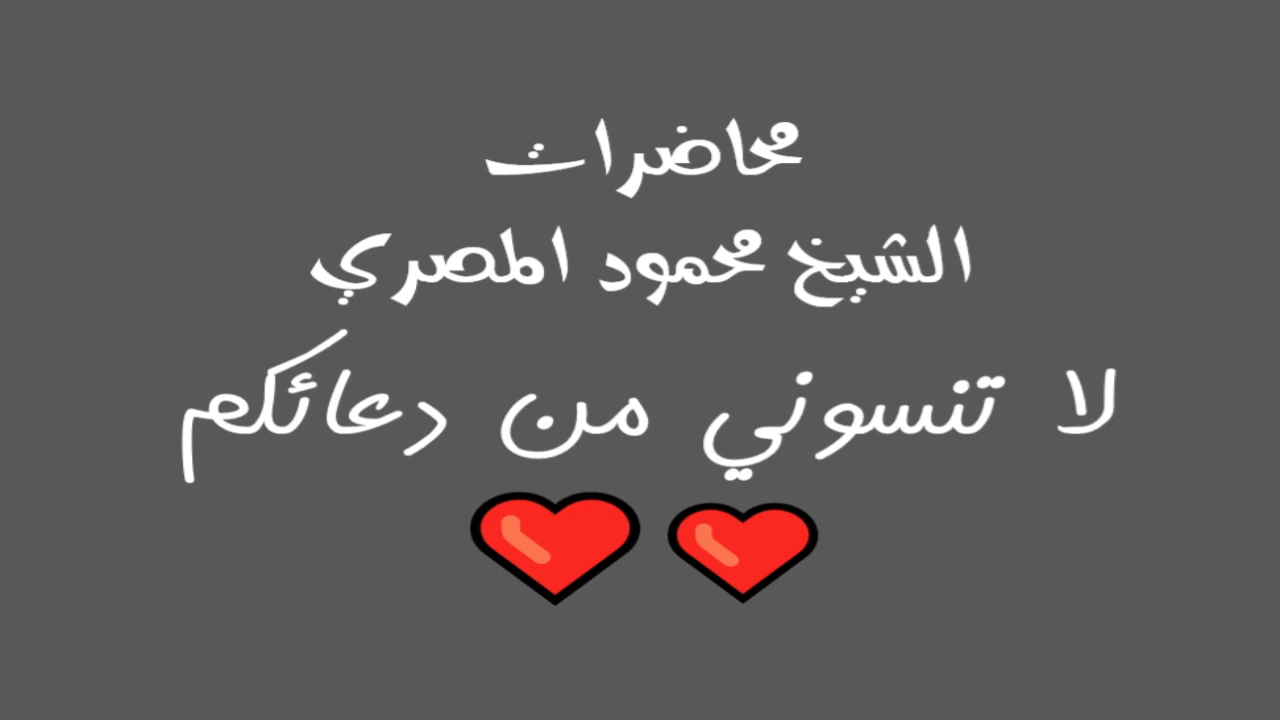 محاضرات
الشيخ محمود المصري
لا تنسوني من دعائكم